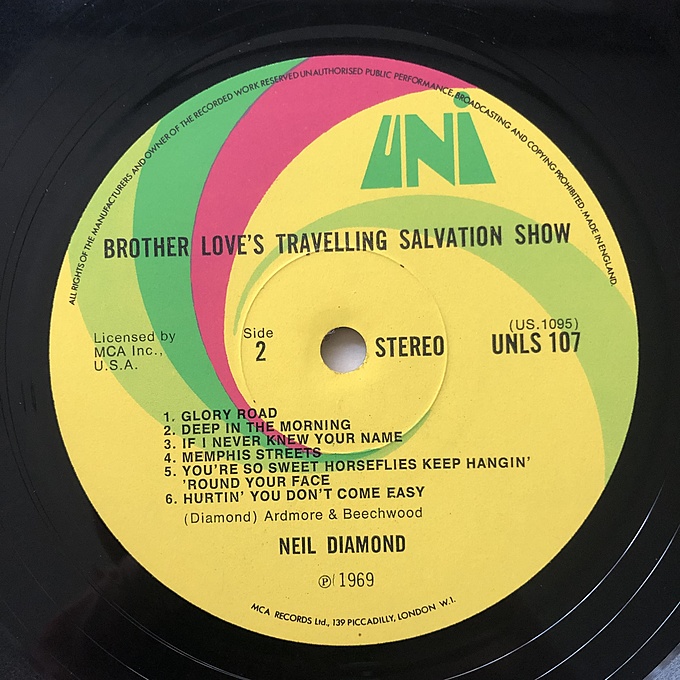 ALL RIGHTS OF THE MANUFACTURERS AND OWNER OF THE RECORDED WORK RESERVED UNAUTHORISED PUBLIC PERFORMANCE, BROADCASTING AND COPYING PROHIBITED. MADE IN ENGLAND.
UNI
BROTHER LOVE'S TRAVELLING SALVATION SHOW
Licensed by
MCA Inc.,
U.S.A.
Side
2
STEREO
(US.1095)
UNLS 107
1. GLORY ROAD
2. DEEP IN THE MORNING
3. IF I NEVER KNEW YOUR NAME
4. MEMPHIS STREETS
5. YOU'RE SO SWEET HORSEFLIES KEEP HANGIN'
'ROUND YOUR FACE
6. HURTIN' YOU DON'T COME EASY
(Diamond) Ardmore & Beechwood
NEIL DIAMOND
℗ 1969
MCA RECORDS Ltd., 139 PICCADILLY, LONDON W.I.